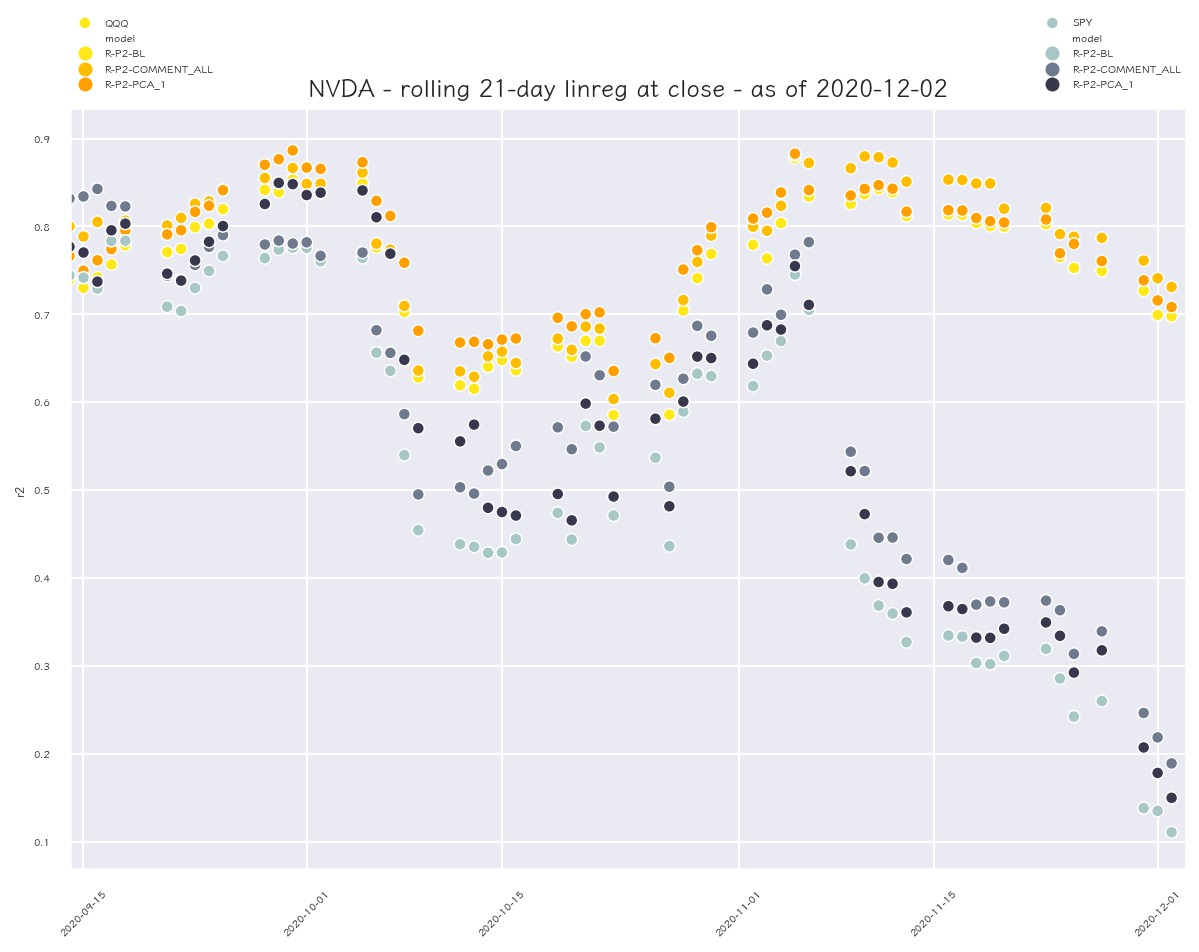 QQQ
model
R-P2-BL
R-P2-COMMENT_ALL
R-P2-PCA_1
SPY
model
R-P2-BL
R-P2-COMMENT_ALL
R-P2-PCA_1
NVDA - rolling 21-day linreg at close - as of 2020-12-02
0.9
0.8
0.7
0.6
0.5
0.4
0.3
0.2
0.1
r2
2020-09-15
2020-10-01
2020-10-15
2020-11-01
2020-11-15
2020-12-01